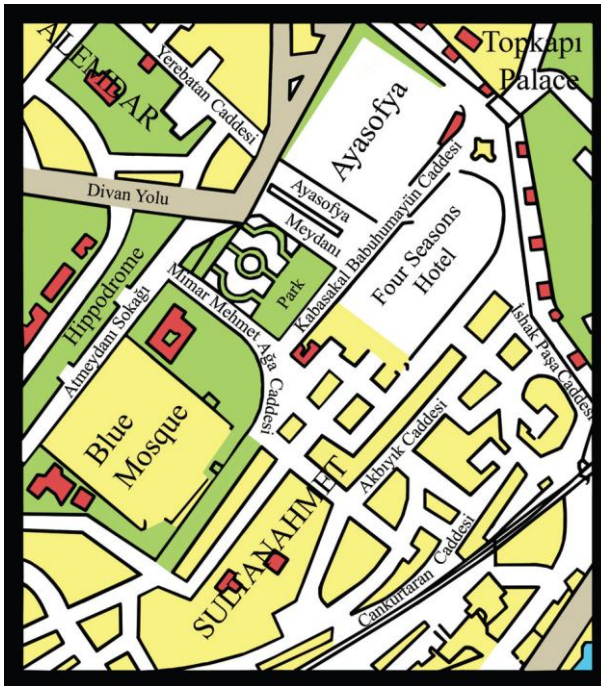 ALEMDAR
Yerebatan Caddesi
Topkapı
Palace
Ayasofya
Divan Yolu
Ayasofya
Meydanı
Kabasakal Babuhumayün Caddesi
Four Seasons
Hotel
Hippodrome
Atmeydanı Sokağı
Mimar Mehmet Ağa Caddesi
Park
İshak Paşa Caddesi
Blue
Mosque
Akbıyık Caddesi
SULTANAHMET
Cankurtaran Caddesi